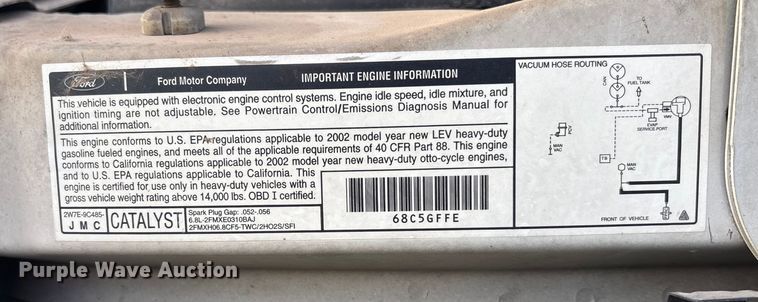 Ford
Ford Motor Company
IMPORTANT ENGINE INFORMATION
This vehicle is equipped with electronic engine control systems. Engine idle speed, idle mixture, and
ignition timing are not adjustable. See Powertrain Control/Emissions Diagnosis Manual for
additional information.
This engine conforms to U.S. EPA regulations applicable to 2002 model year new LEV heavy-duty
gasoline fueled engines, and meets all of the applicable requirements of 40 CFR Part 88. This engine
conforms to California regulations applicable to 2002 model year new heavy-duty otto-cycle engines,
and to U.S. EPA regulations applicable to California. This
engine is certified for use only in heavy-duty vehicles with a
gross vehicle weight rating above 14,000 lbs. OBD I certified.
2W7E-9C485-
J M C
CATALYST
Spark Plug Gap: .052-.056
6.8L-2FMXE0310BAJ
2FMXH06.8CF5-TWC/2HO2S/SFI
68C5GFFE
VACUUM HOSE ROUTING
CAN
TO
FUEL TANK
VMV
EVAP
SERVICE PORT
PCV
MAN
VAC
TB
MAN
VAC
FRONT OF VEHICLE
Purple Wave Auction